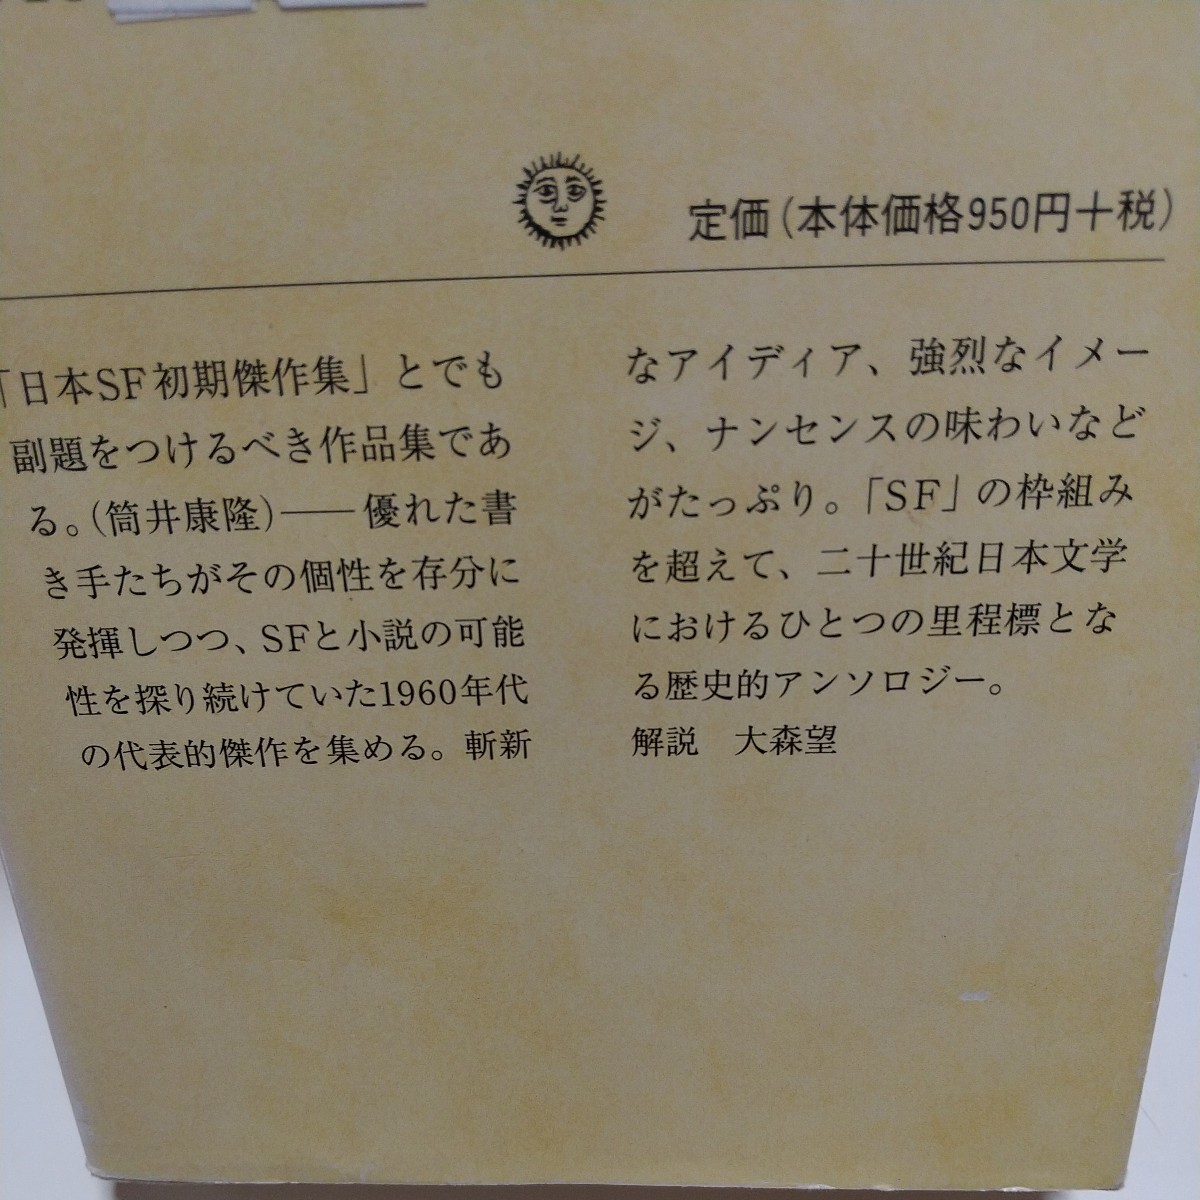 定価(本体価格950円＋税)
「日本SF初期傑作集」とでも
副題をつけるべき作品集であ
る。(筒井康隆)――優れた書
き手たちがその個性を存分に
発揮しつつ、SFと小説の可能
性を探り続けていた1960年代
の代表的傑作を集める。斬新
なアイディア、強烈なイメー
ジ、ナンセンスの味わいなど
がたっぷり。「SF」の枠組み
を超えて、二十世紀日本文学
におけるひとつの里程標とな
る歴史的アンソロジー。
解説　大森望